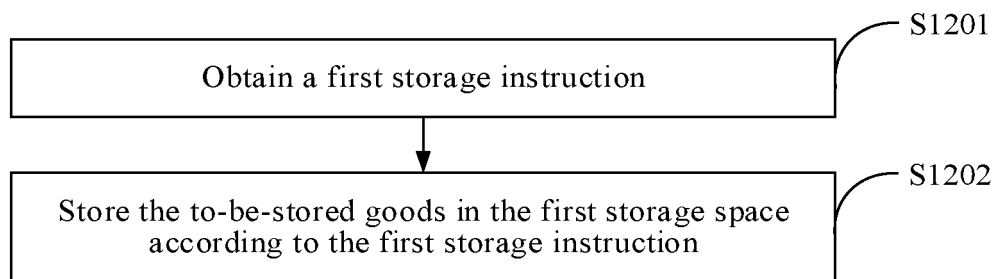 S1201
Obtain a first storage instruction
S1202
Store the to-be-stored goods in the first storage space
according to the first storage instruction